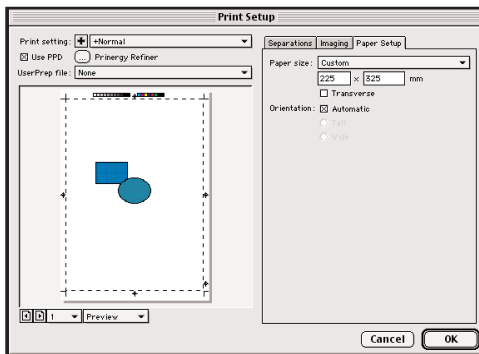 Print Setup
Print setting: + +Normal
Use PPD ... Prinergy Refiner
UserPrep file: None
1 Preview
Separations Imaging Paper Setup
Paper size: Custom
225 × 325 mm
Transverse
Orientation: Automatic
Tall
Wide
Cancel OK